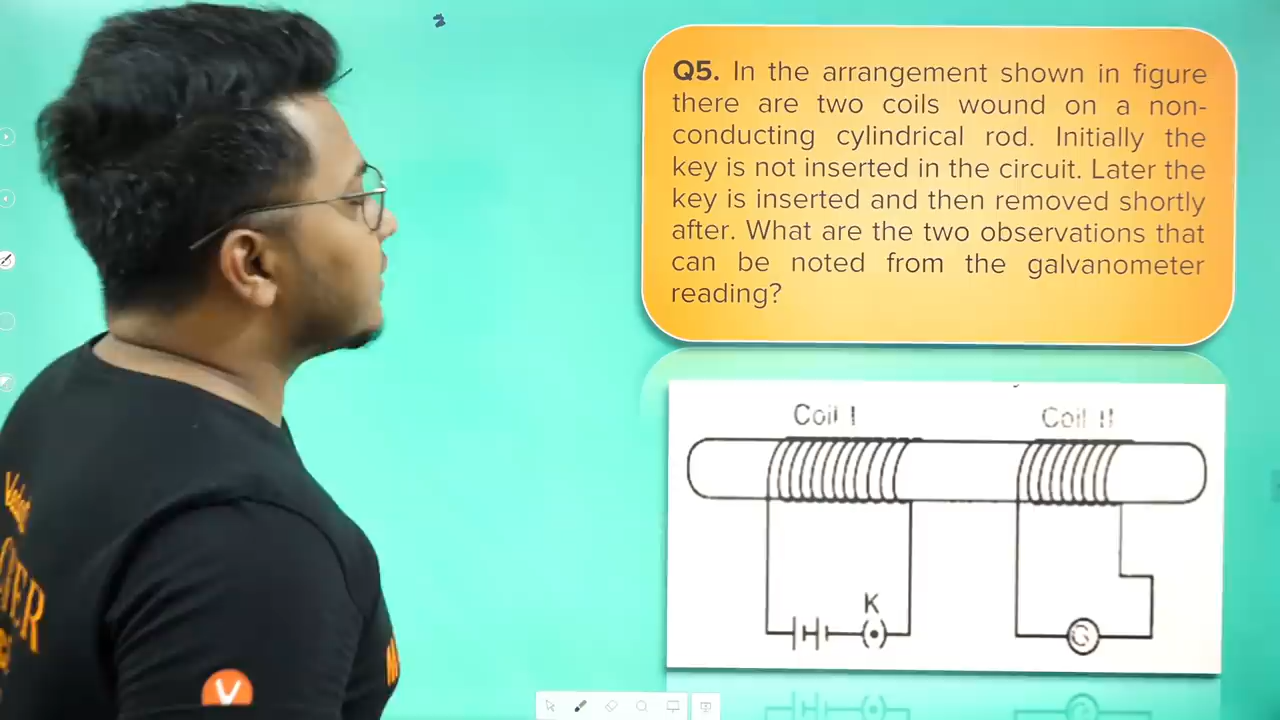 Q5. In the arrangement shown in figure
there are two coils wound on a non-
conducting cylindrical rod. Initially the
key is not inserted in the circuit. Later the
key is inserted and then removed shortly
after. What are the two observations that
can be noted from the galvanometer
reading?
Coil I
Coil II
K
G
V